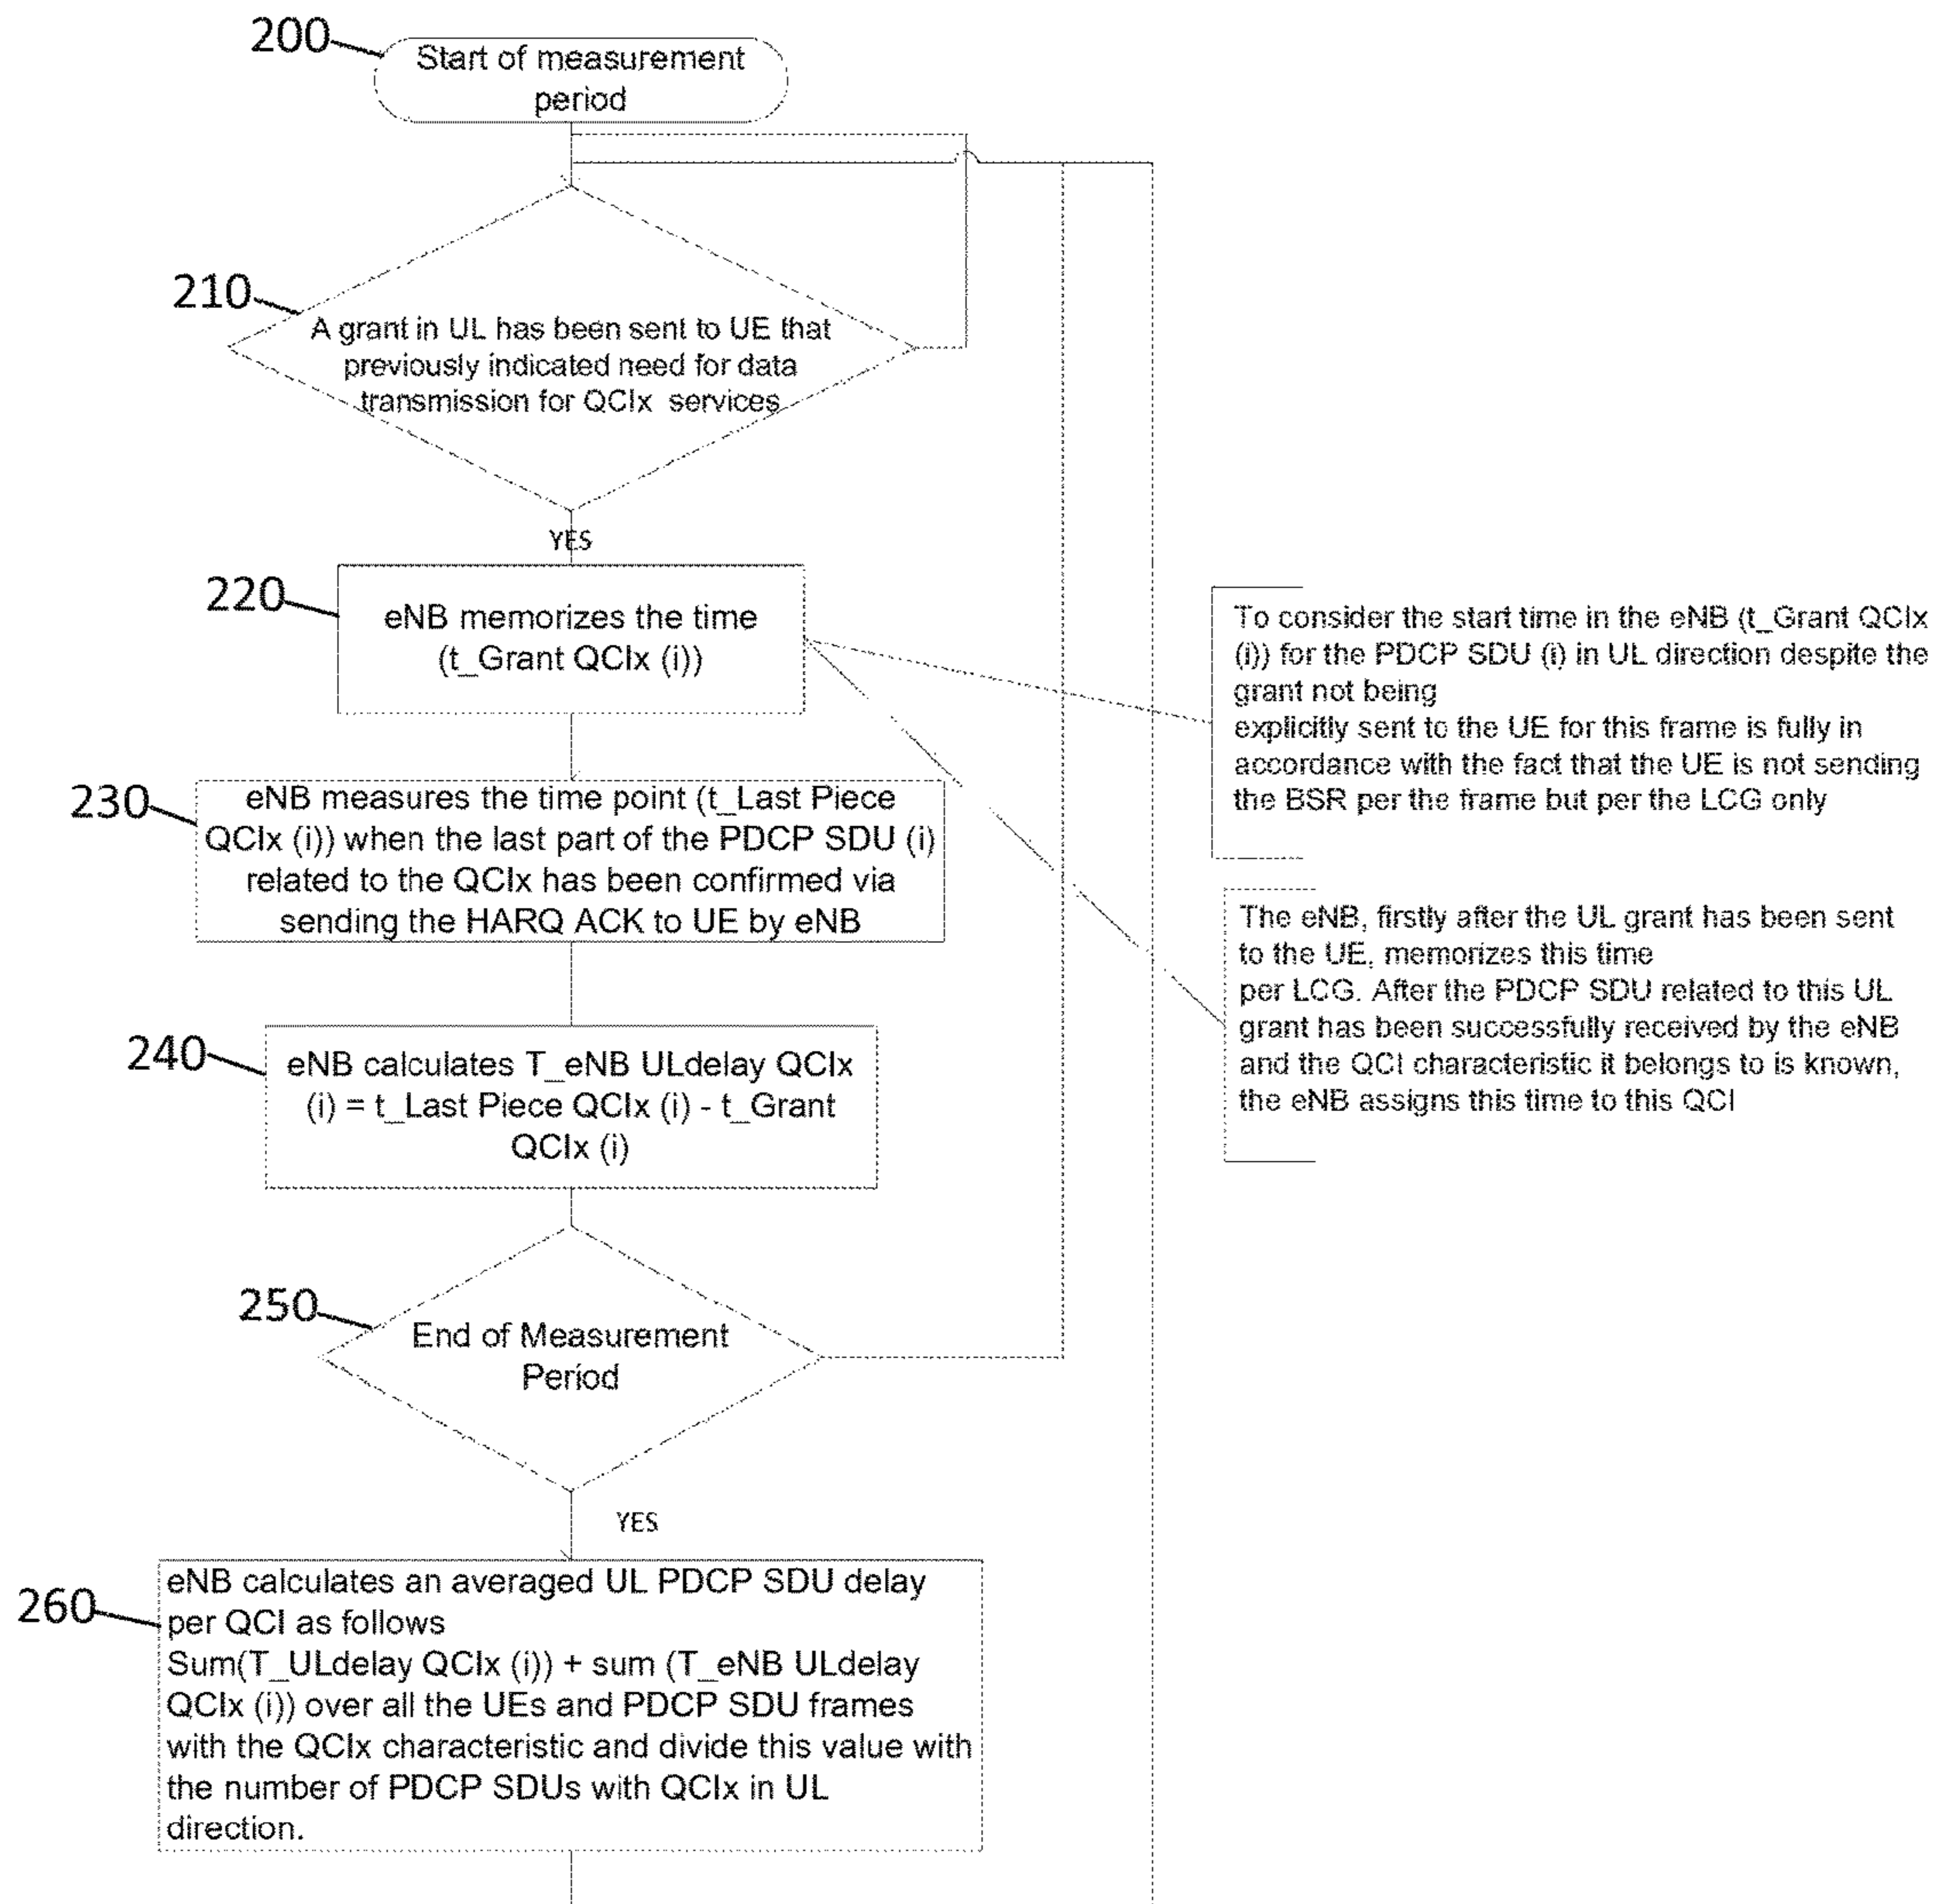 200
Start of measurement
period
210
A grant in UL has been sent to UE that
previously indicated need for data
transmission for QCIx services
YES
220
eNB memorizes the time
(t_Grant QCIx (i))
To consider the start time in the eNB (t_Grant QCIx
(i)) for the PDCP SDU (i) in UL direction despite the
grant not being
explicitly sent to the UE for this frame is fully in
accordance with the fact that the UE is not sending
the BSR per the frame but per the LCG only
230
eNB measures the time point (t_Last Piece
QCIx (i)) when the last part of the PDCP SDU (i)
related to the QCIx has been confirmed via
sending the HARQ ACK to UE by eNB
The eNB, firstly after the UL grant has been sent
to the UE, memorizes this time
per LCG. After the PDCP SDU related to this UL
grant has been successfully received by the eNB
and the QCI characteristic it belongs to is known,
the eNB assigns this time to this QCI
240
eNB calculates T_eNB ULdelay QCIx
(i) = t_Last Piece QCIx (i) - t_Grant
QCIx (i)
250
End of Measurement
Period
YES
260
eNB calculates an averaged UL PDCP SDU delay
per QCI as follows
Sum(T_ULdelay QCIx (i)) + sum (T_eNB ULdelay
QCIx (i)) over all the UEs and PDCP SDU frames
with the QCIx characteristic and divide this value with
the number of PDCP SDUs with QCIx in UL
direction.